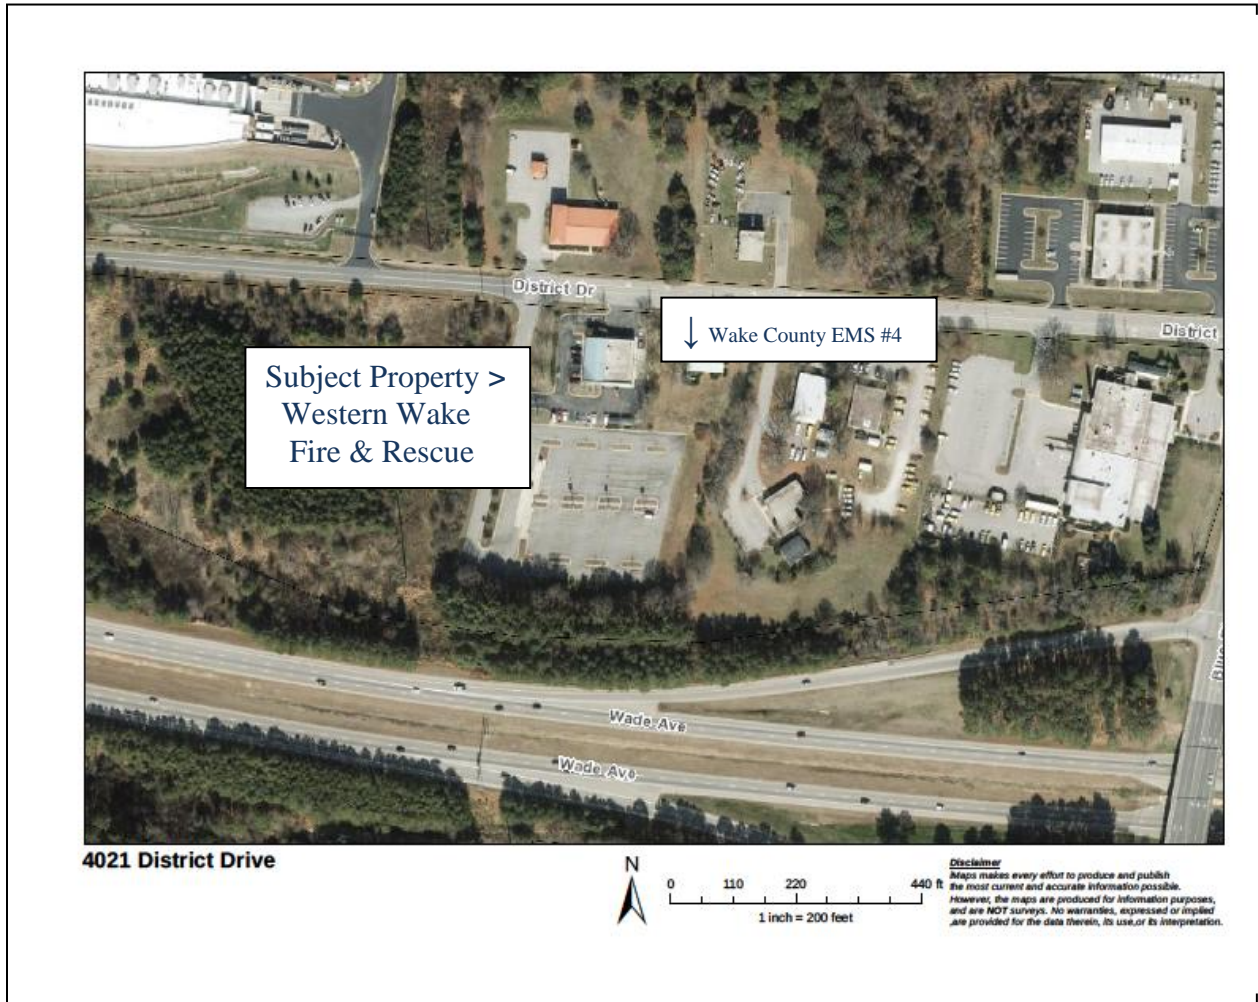 District Dr
↓ Wake County EMS #4
District
Subject Property >
Western Wake
Fire & Rescue
Wade Ave
Wade Ave
4021 District Drive
N
0 110 220 440 ft
1 inch = 200 feet
Disclaimer
iMaps makes every effort to produce and publish
the most current and accurate information possible.
However, the maps are produced for information purposes,
and are NOT surveys. No warranties, expressed or implied
,are provided for the data therein, its use,or its interpretation.